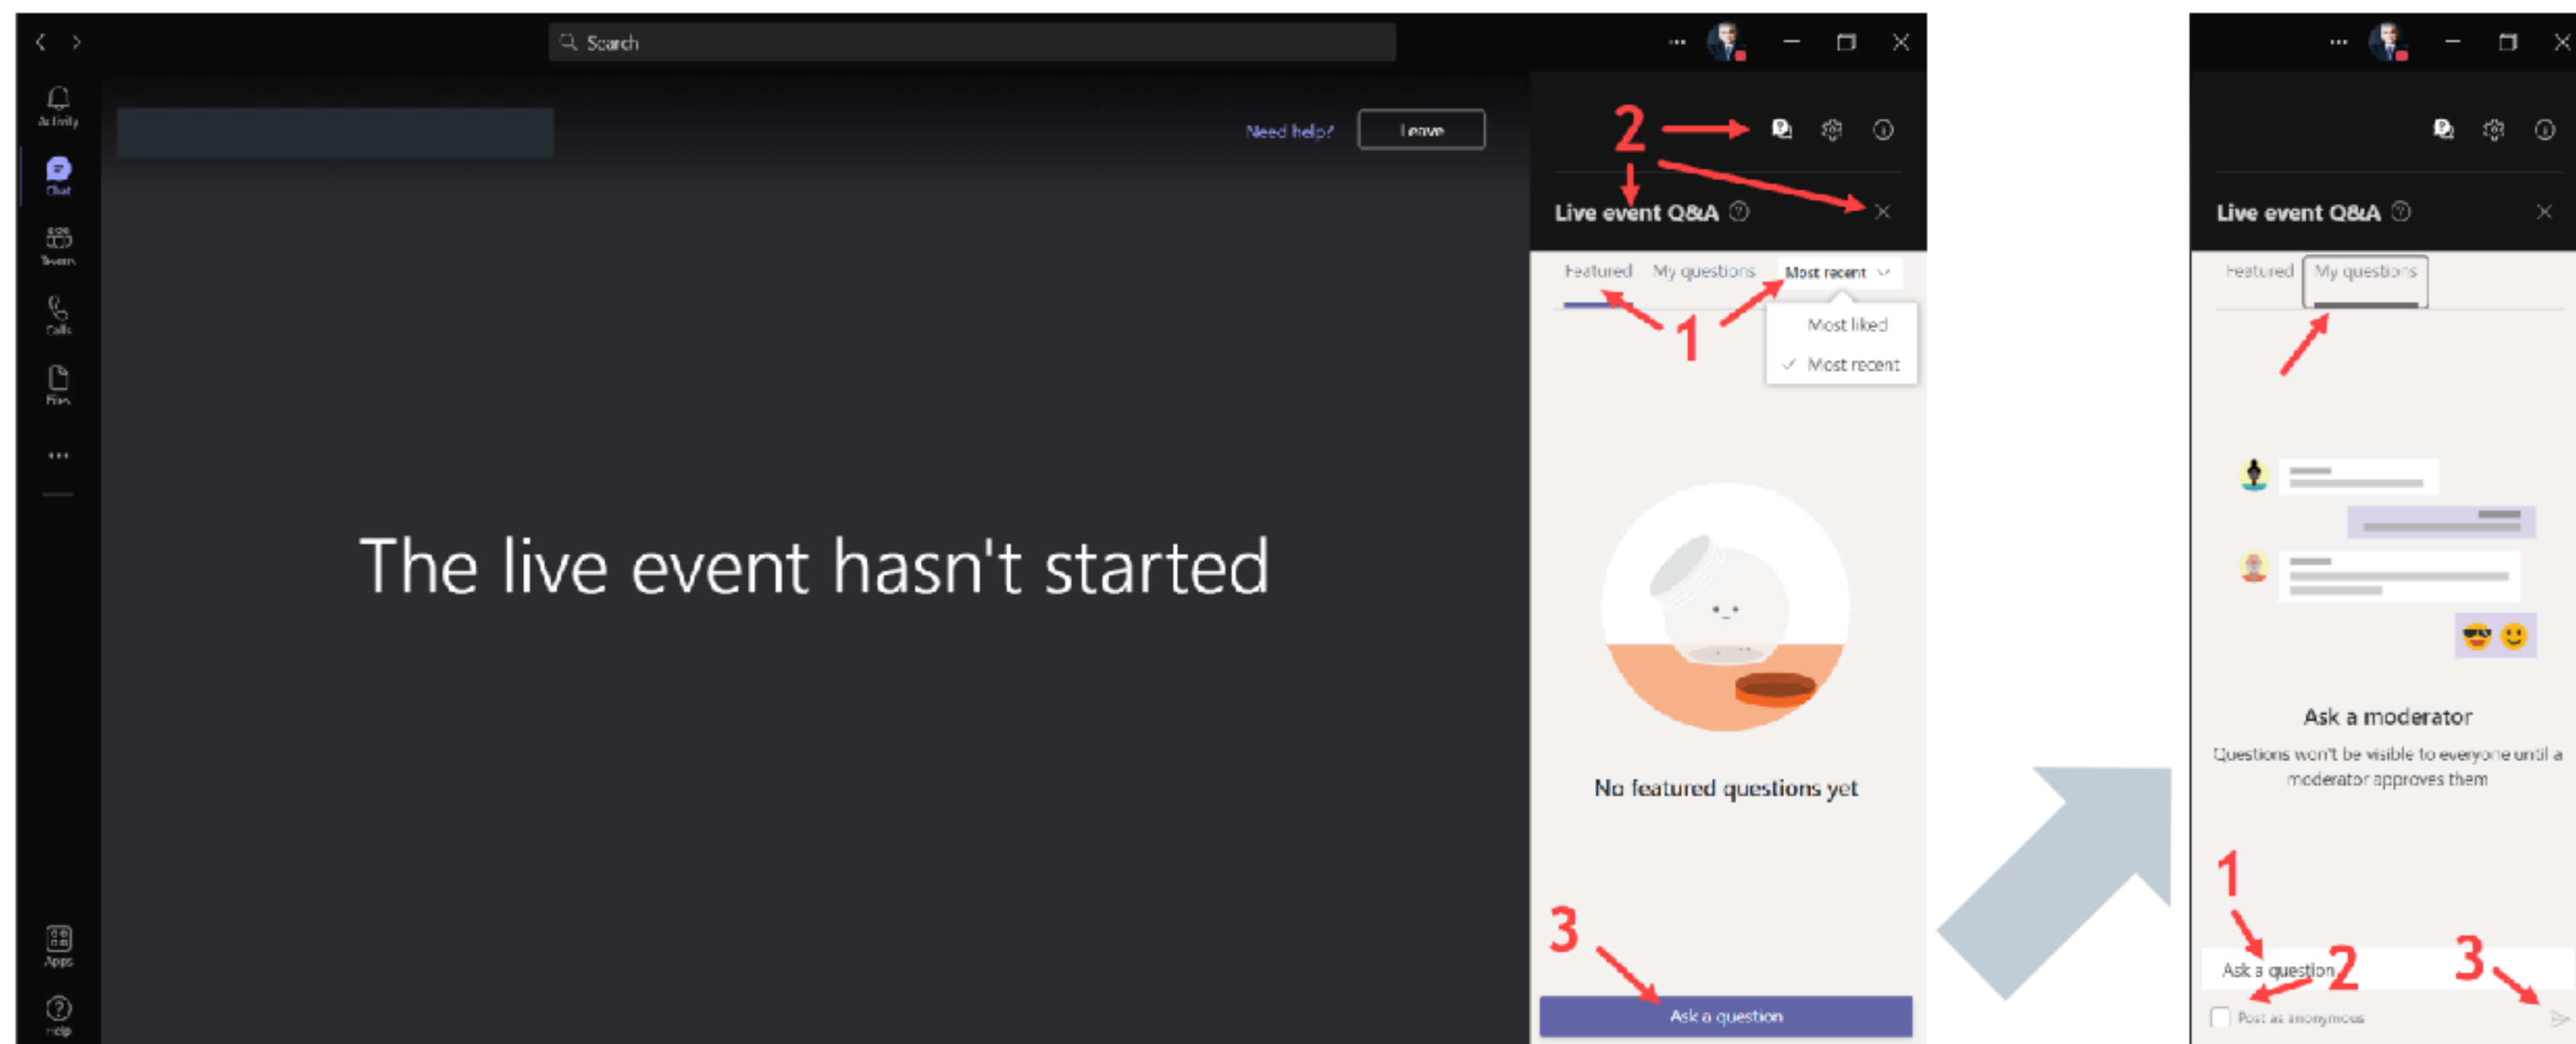 Search
Activity
Chat
Teams
Calls
Files
Apps
Help
Need help?
Leave
The live event hasn't started
2
Live event Q&A
Featured My questions Most recent
1
Most liked
Most recent
No featured questions yet
3
Ask a question
Live event Q&A
Featured My questions
Ask a moderator
Questions won't be visible to everyone until a
moderator approves them
1
Ask a question
2
3
Post as anonymous